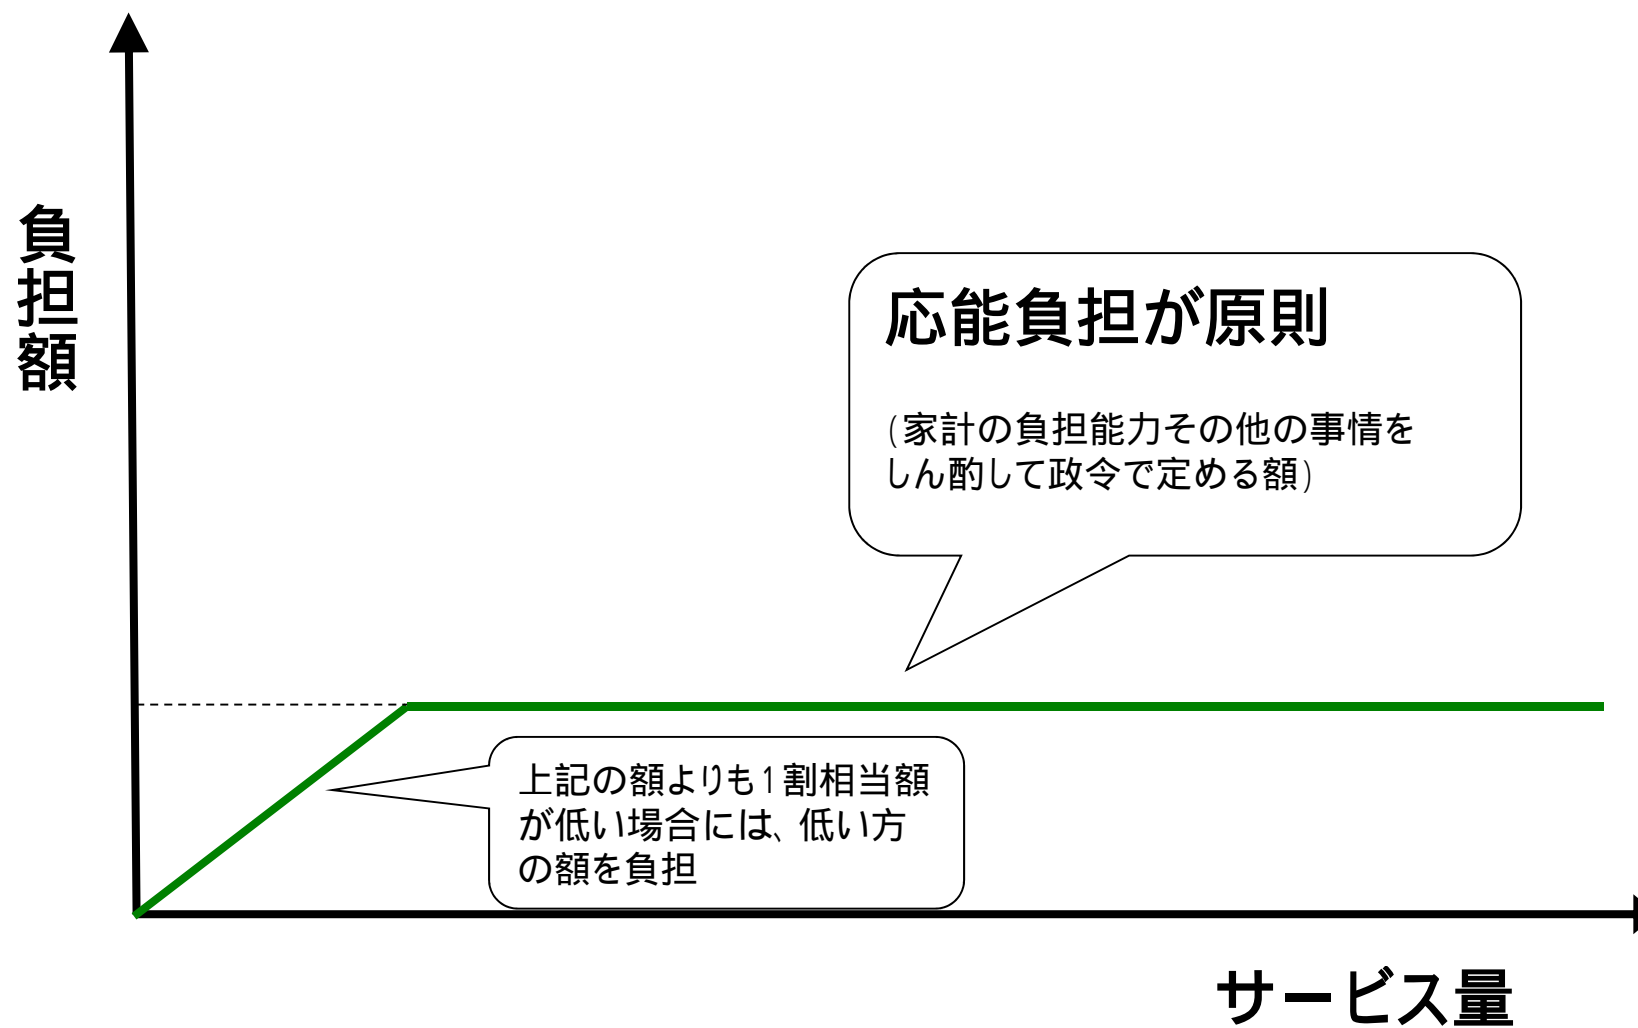 負担額
応能負担が原則
(家計の負担能力その他の事情を
しん酌して政令で定める額)
上記の額よりも1割相当額
が低い場合には、低い方
の額を負担
サービス量